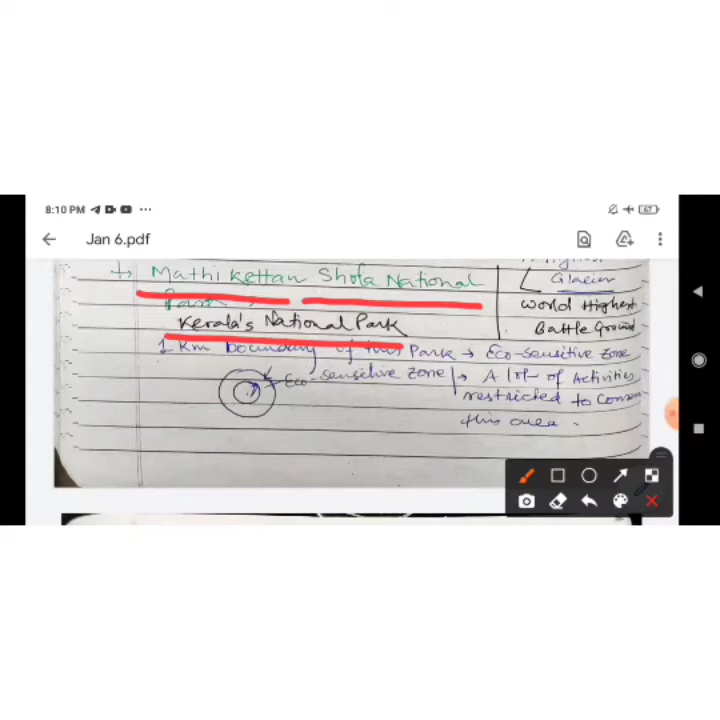 8:10 PM
67
Jan 6.pdf
Mathikettan Shola National
Glacier
Park,
World Highest
Kerala's National Park
Battle Ground
1 Km boundary of this Park → Eco-sensitive zone
Eco-sensitive zone → A lot of Activities
restricted to
this area.